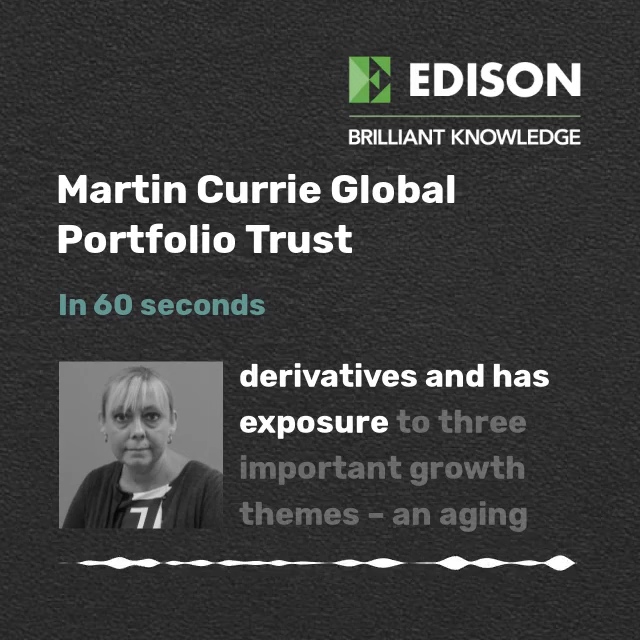 EDISON
BRILLIANT KNOWLEDGE
Martin Currie Global
Portfolio Trust
In 60 seconds
derivatives and has
exposure to three
important growth
themes – an aging